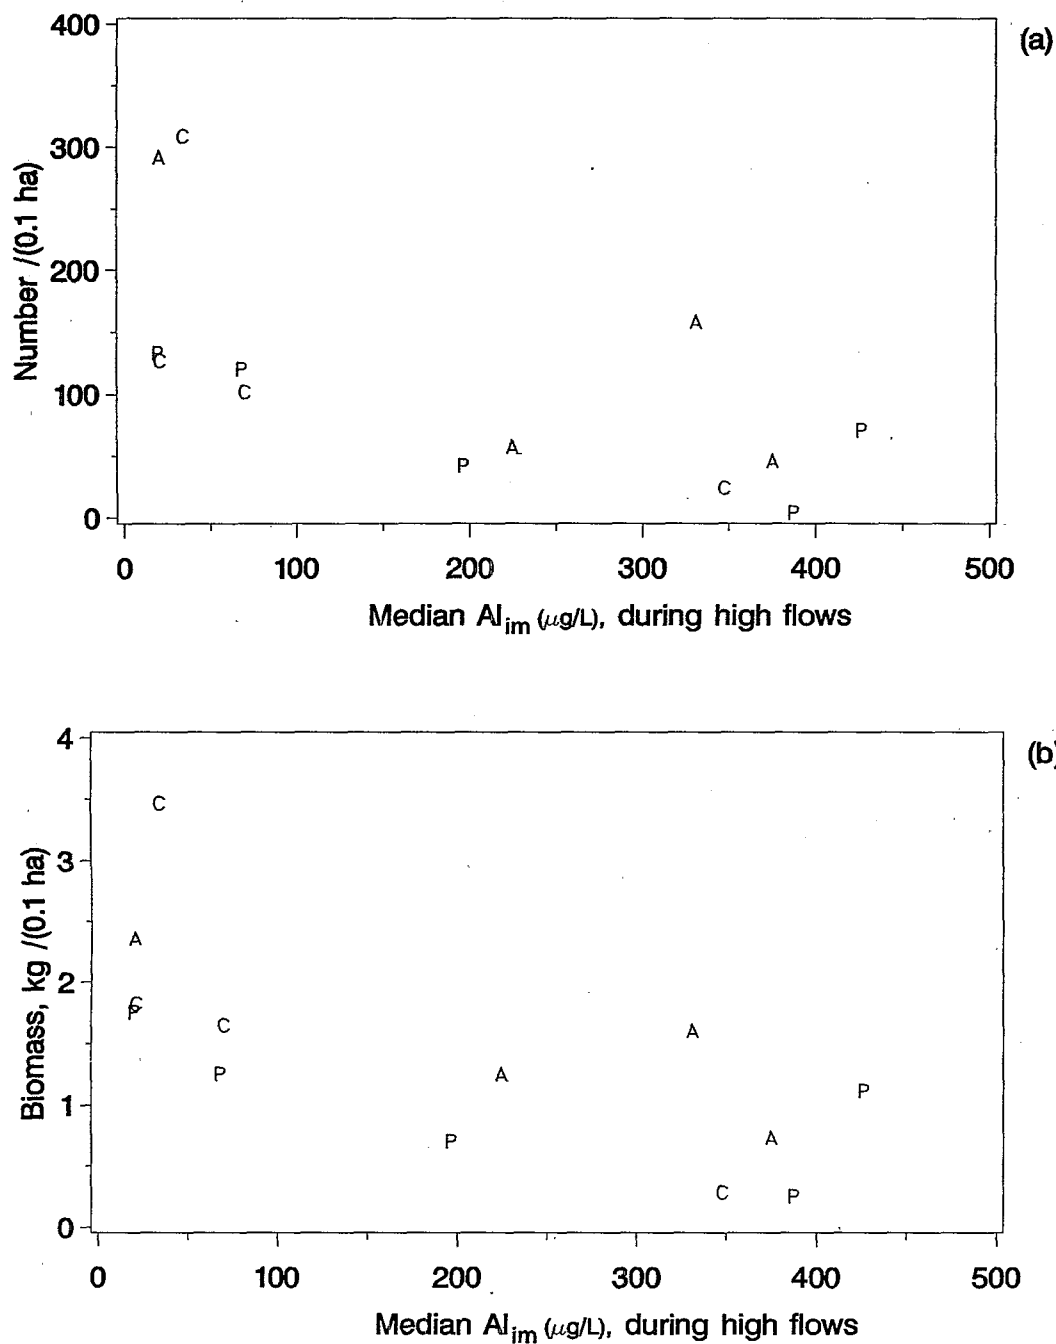 (a)
400
300
200
100
0
Number /(0.1 ha)
C
A
A
P
C
P
C
P
A
P
A
C
P
0 100 200 300 400 500
Median Al_im (μg/L), during high flows
(b)
4
3
2
1
0
Biomass, kg /(0.1 ha)
C
A
C
P
C
A
P
A
P
P
A
C
P
0 100 200 300 400 500
Median Al_im (μg/L), during high flows